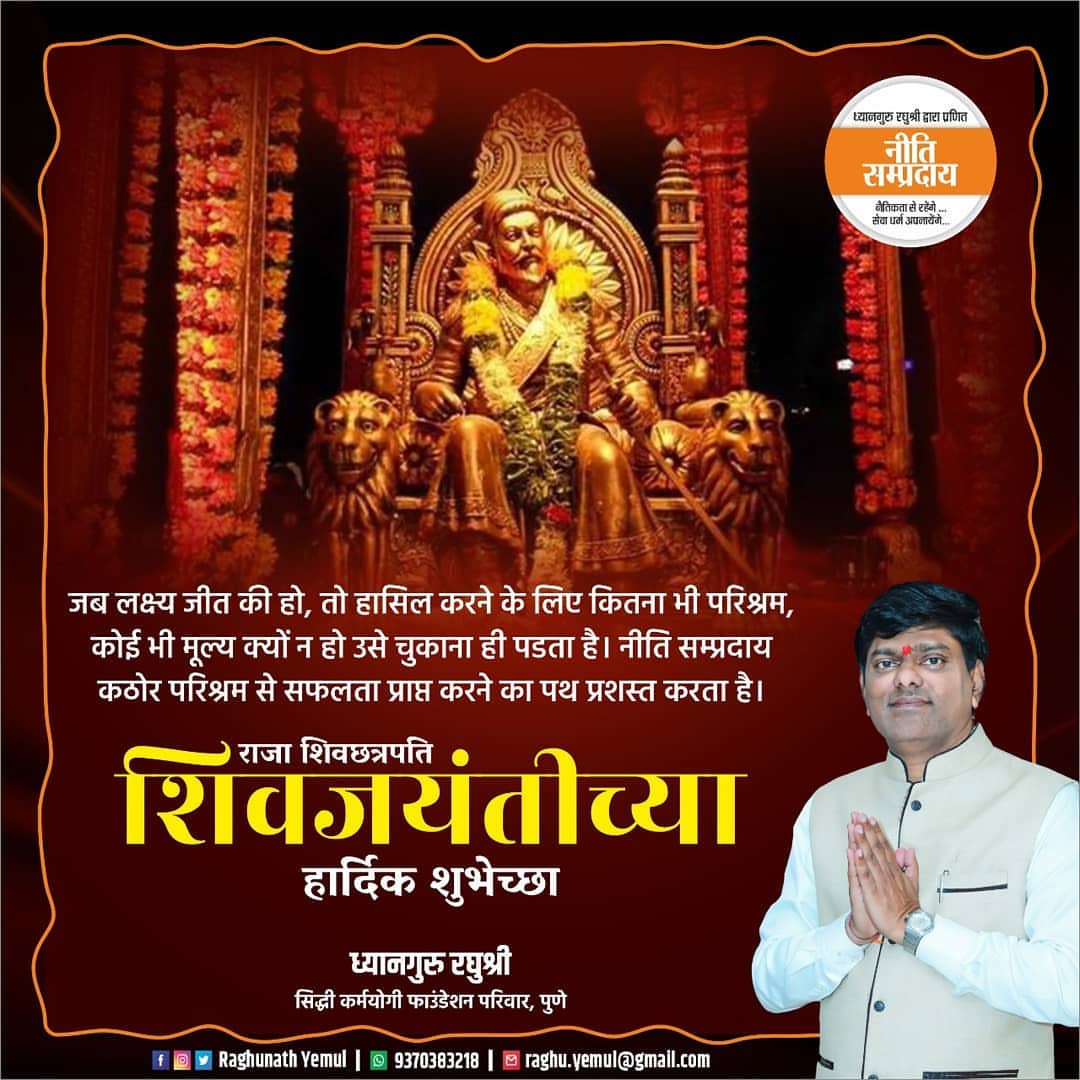 ध्यानगुरु रघुश्री द्वारा प्रणित
नीति
सम्प्रदाय
नैतिकता से रहेंगे ...
सेवा धर्म अपनायेंगे...
जब लक्ष्य जीत की हो, तो हासिल करने के लिए कितना भी परिश्रम,
कोई भी मूल्य क्यों न हो उसे चुकाना ही पडता है। नीति सम्प्रदाय
कठोर परिश्रम से सफलता प्राप्त करने का पथ प्रशस्त करता है।
राजा शिवछत्रपति
शिवजयंतीच्या
हार्दिक शुभेच्छा
ध्यानगुरु रघुश्री
सिद्धी कर्मयोगी फाउंडेशन परिवार, पुणे
Raghunath Yemul | 9370383218 | raghu.yemul@gmail.com